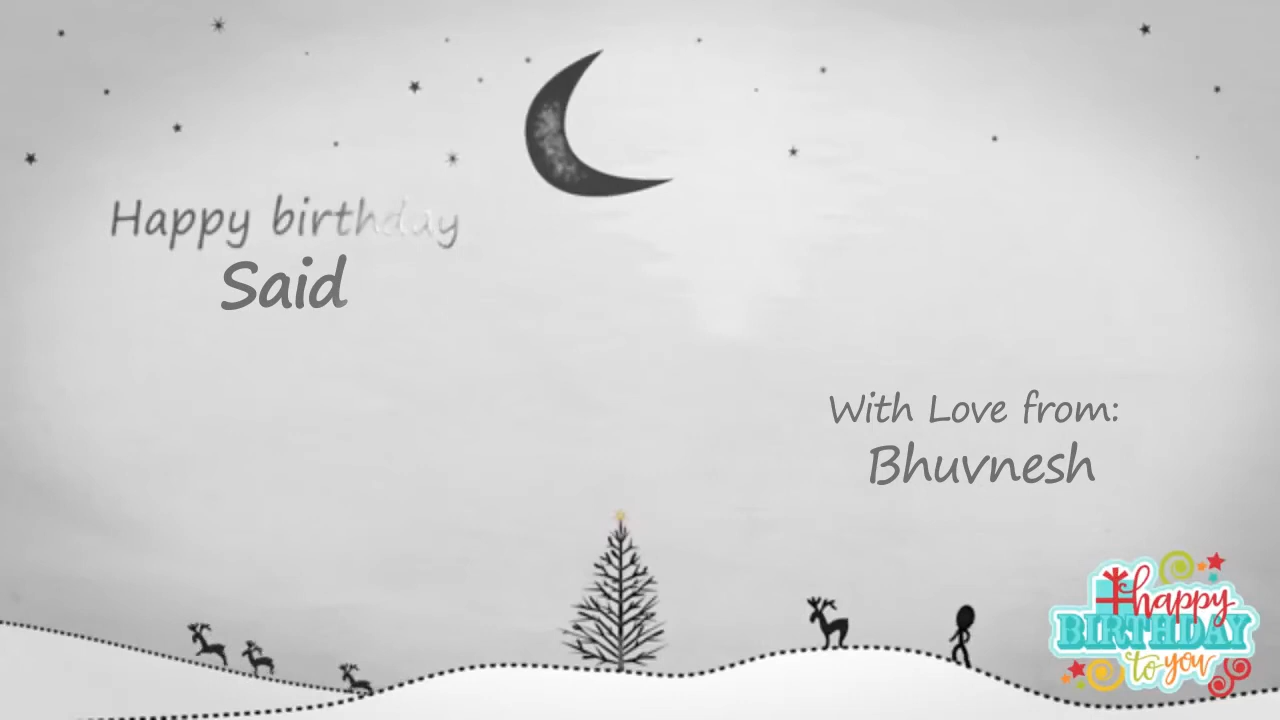 Happy birthday
Said
With Love from:
Bhuvnesh
happy
BIRTHDAY
to you